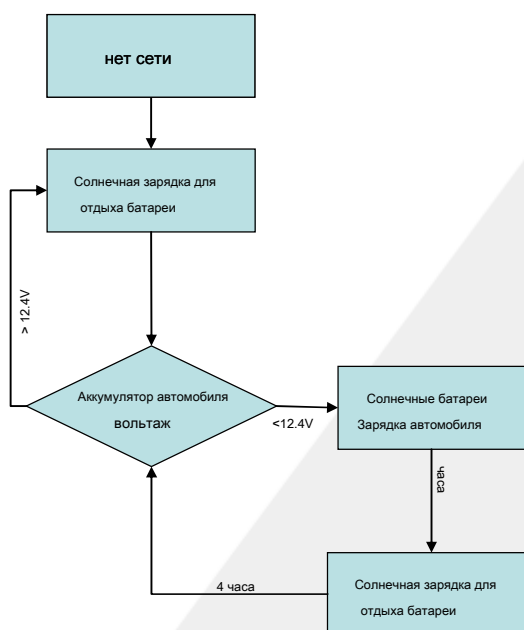 нет сети
Солнечная зарядка для
отдыха батареи
> 12.4V
Аккумулятор автомобиля
вольтаж
<12.4V
Солнечные батареи
Зарядка автомобиля
часа
4 часа
Солнечная зарядка для
отдыха батареи